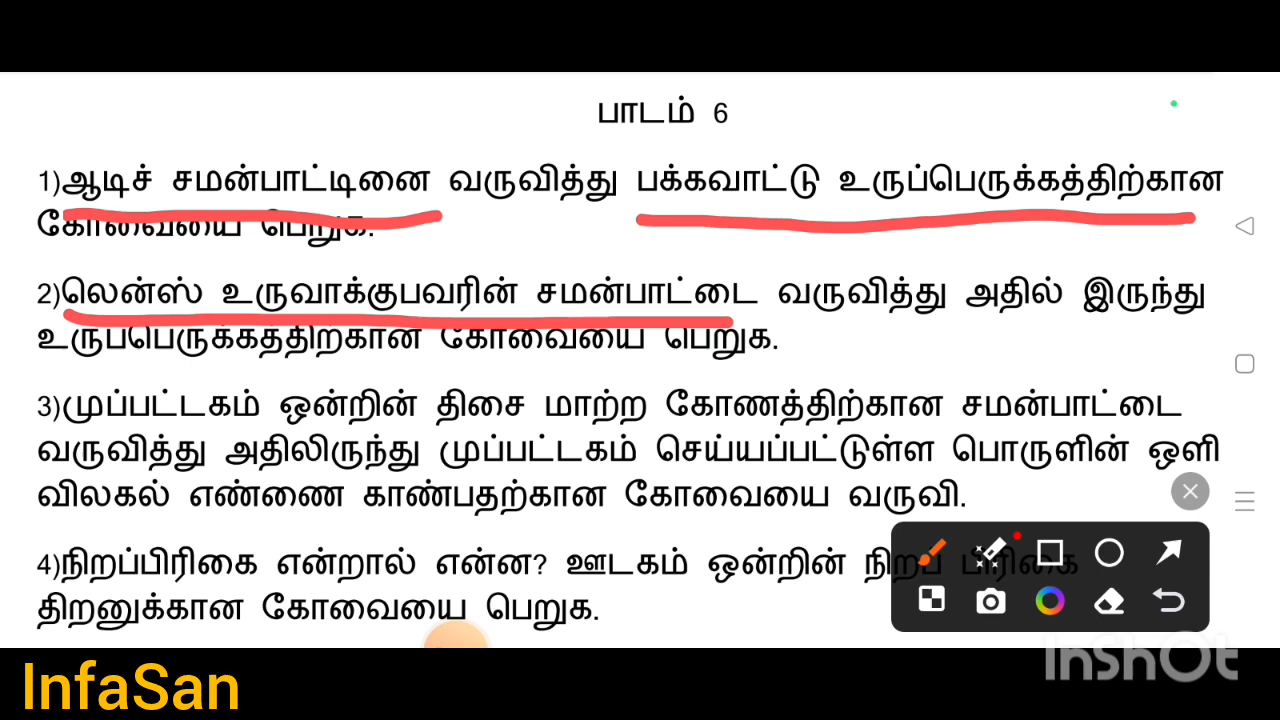 பாடம் 6
1)ஆடிச் சமன்பாட்டினை வருவித்து பக்கவாட்டு உருப்பெருக்கத்திற்கான
கோவையை பெறுக.
2)லென்ஸ் உருவாக்குபவரின் சமன்பாட்டை வருவித்து அதில் இருந்து
உருப்பெருக்கத்திற்கான கோவையை பெறுக.
3)முப்பட்டகம் ஒன்றின் திசை மாற்ற கோணத்திற்கான சமன்பாட்டை
வருவித்து அதிலிருந்து முப்பட்டகம் செய்யப்பட்டுள்ள பொருளின் ஒளி
விலகல் எண்ணை காண்பதற்கான கோவையை வருவி.
4)நிறப்பிரிகை என்றால் என்ன? ஊடகம் ஒன்றின் நிறப் பிரிகை
திறனுக்கான கோவையை பெறுக.
InShOt
InfaSan